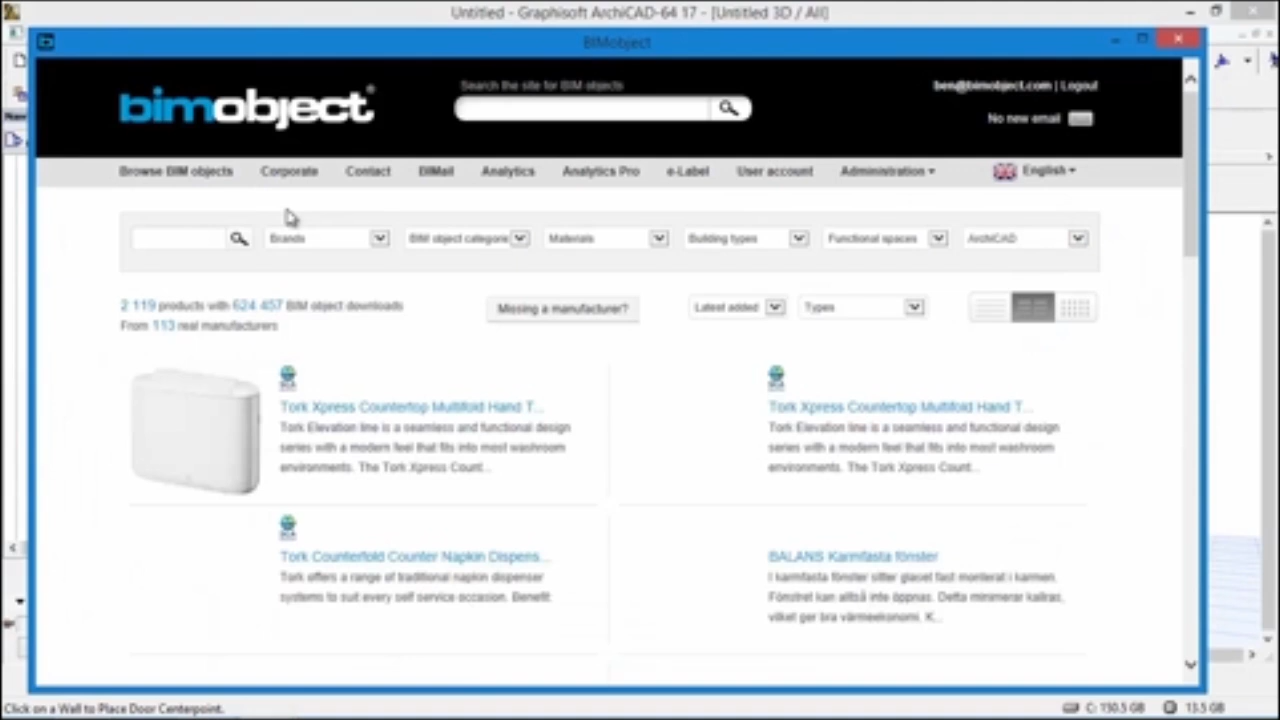 Untitled - Graphisoft ArchiCAD-64 17 - [Untitled 3D / All]
BIMobject
Search the site for BIM objects
ben@bimobject.com | Logout
bimobject®
No new email
Browse BIM objects Corporate Contact BIMail Analytics Analytics Pro e-Label User account Administration English
Brands BIM object categorie Materials Building types Functional spaces ArchiCAD
2 119 products with 624 457 BIM object downloads
From 113 real manufacturers
Missing a manufacturer? Latest added Types
Tork Xpress Countertop Multifold Hand T...
Tork Elevation line is a seamless and functional design
series with a modern feel that fits into most washroom
environments. The Tork Xpress Count...
Tork Xpress Countertop Multifold Hand T...
Tork Elevation line is a seamless and functional design
series with a modern feel that fits into most washroom
environments. The Tork Xpress Count...
Tork Counterfold Counter Napkin Dispens...
Tork offers a range of traditional napkin dispenser
systems to suit every self service occasion. Benefit:
BALANS Karmfasta fönster
I karmfasta fönster sitter glaset fast monterat i karmen.
Fönstret kan alltså inte öppnas. Detta minimerar kallras,
vilket ger bra värmeekonomi. K...
Click on a Wall to Place Door Centerpoint.
C: 150.5 GB 13.5 GB